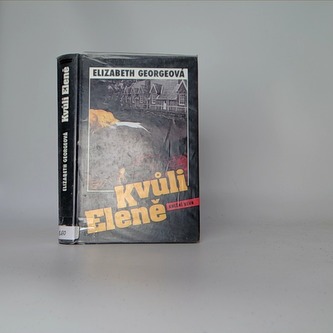 ELIZABETH GEORGEOVÁ
Kvůli
Eleně
ELIZABETH GEORGEOVÁ
Kvůli Eleně